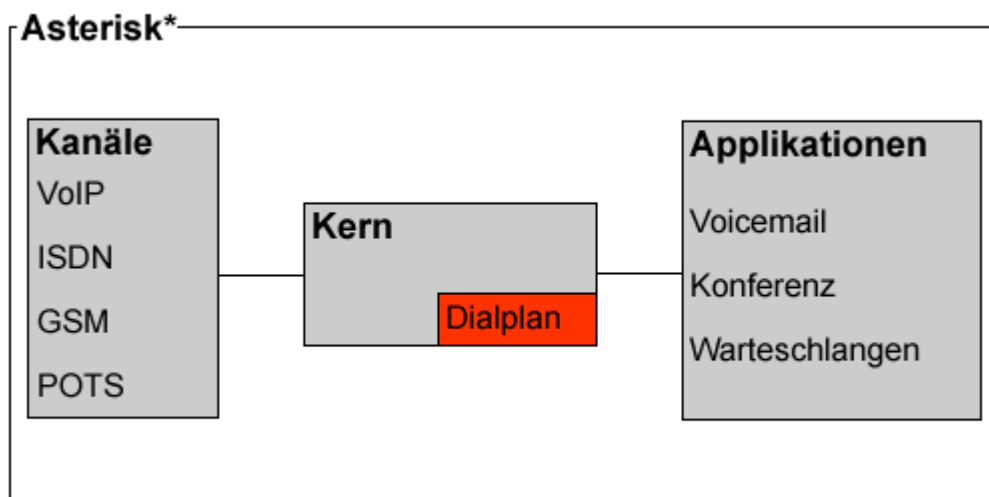 Asterisk*
Kanäle
VoIP
ISDN
GSM
POTS
Kern
Dialplan
Applikationen
Voicemail
Konferenz
Warteschlangen